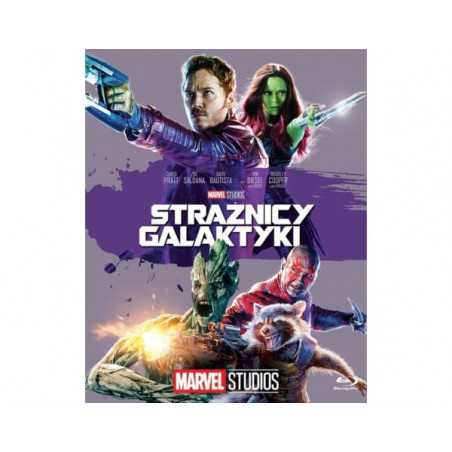 CHRIS PRATT
ZOE SALDANA
DAVE BAUTISTA
VIN DIESEL
BRADLEY COOPER
MARVEL STUDIOS
STRAŻNICY
GALAKTYKI
MARVEL STUDIOS